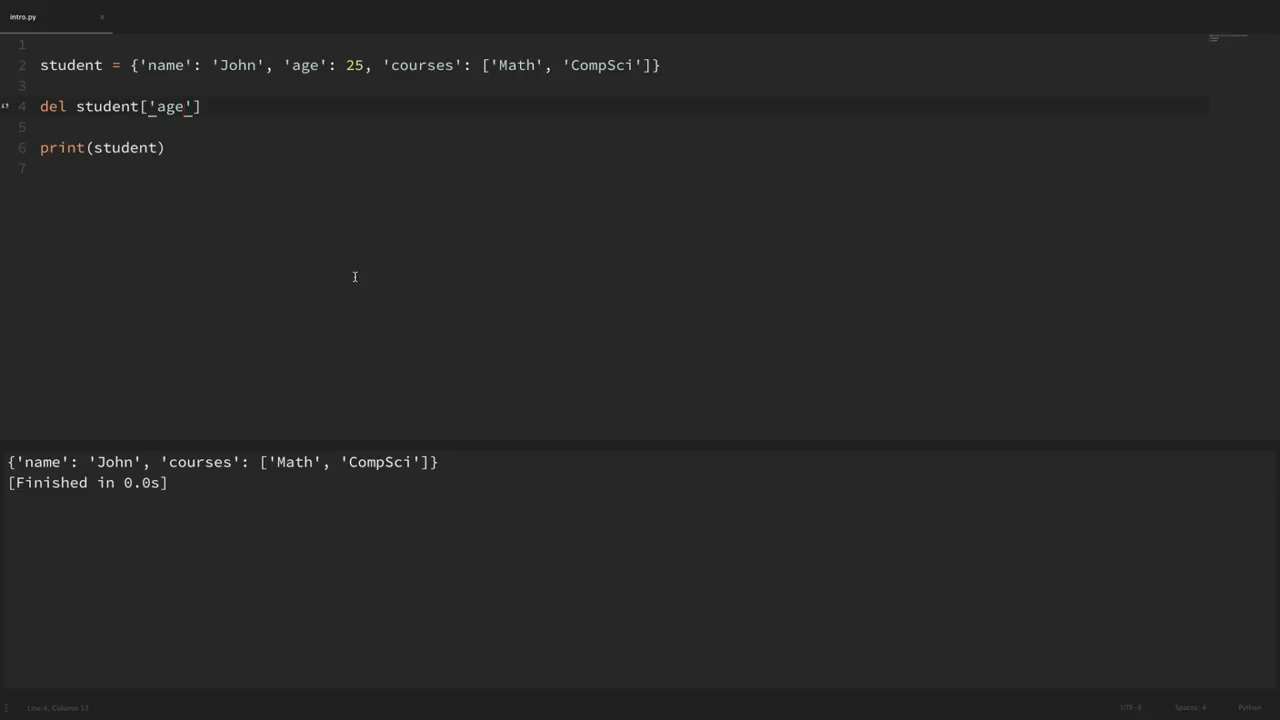 intro.py ×
1
2 student = {'name': 'John', 'age': 25, 'courses': ['Math', 'CompSci']}
3
4 del student['age']
5
6 print(student)
7
{'name': 'John', 'courses': ['Math', 'CompSci']}
[Finished in 0.0s]
Line 4, Column 17 UTF-8 Spaces: 4 Python